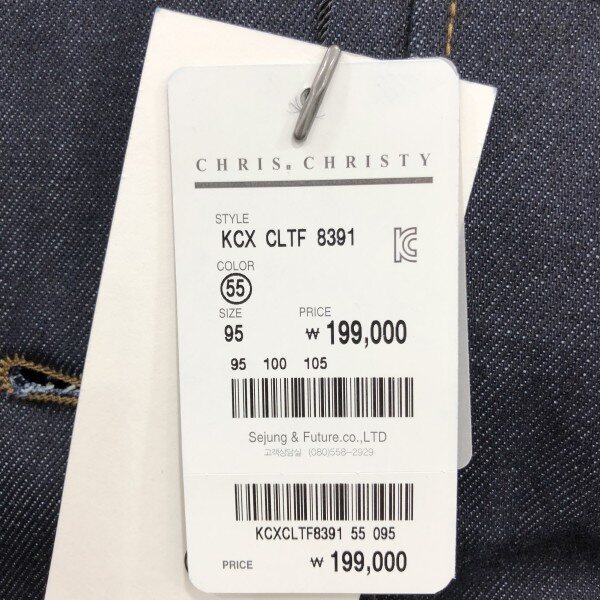 CHRIS. CHRISTY
STYLE
KCX CLTF 8391
COLOR
55
SIZE PRICE
95 ₩ 199,000
95 100 105
Sejung & Future.co.,LTD
고객상담실 (080)558-2929
KCXCLTF8391 55 095
PRICE ₩ 199,000